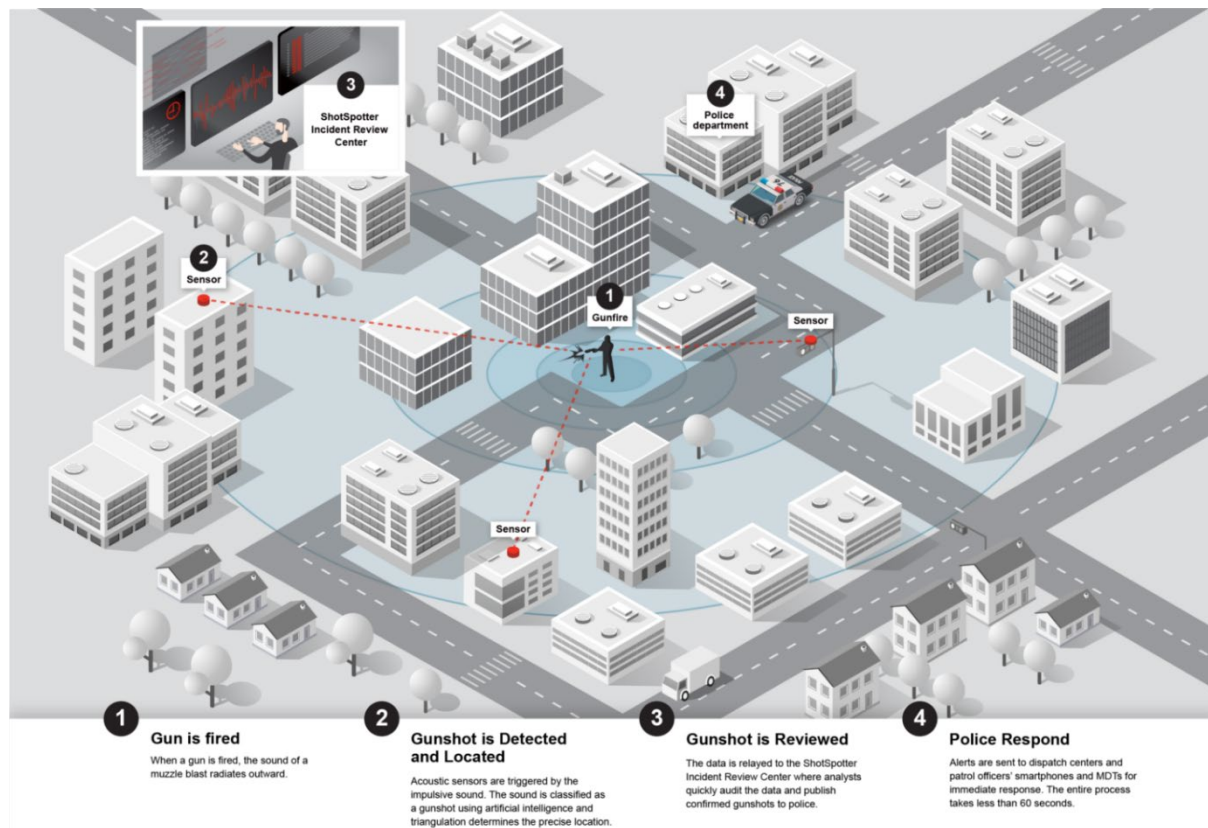 3
ShotSpotter
Incident Review
Center
4
Police
department
2
Sensor
1
Gunfire
Sensor
Sensor
1
Gun is fired
When a gun is fired, the sound of a
muzzle blast radiates outward.
2
Gunshot is Detected
and Located
Acoustic sensors are triggered by the
impulsive sound. The sound is classified as
a gunshot using artificial intelligence and
triangulation determines the precise location.
3
Gunshot is Reviewed
The data is relayed to the ShotSpotter
Incident Review Center where analysts
quickly audit the data and publish
confirmed gunshots to police.
4
Police Respond
Alerts are sent to dispatch centers and
patrol officers' smartphones and MDTs for
immediate response. The entire process
takes less than 60 seconds.